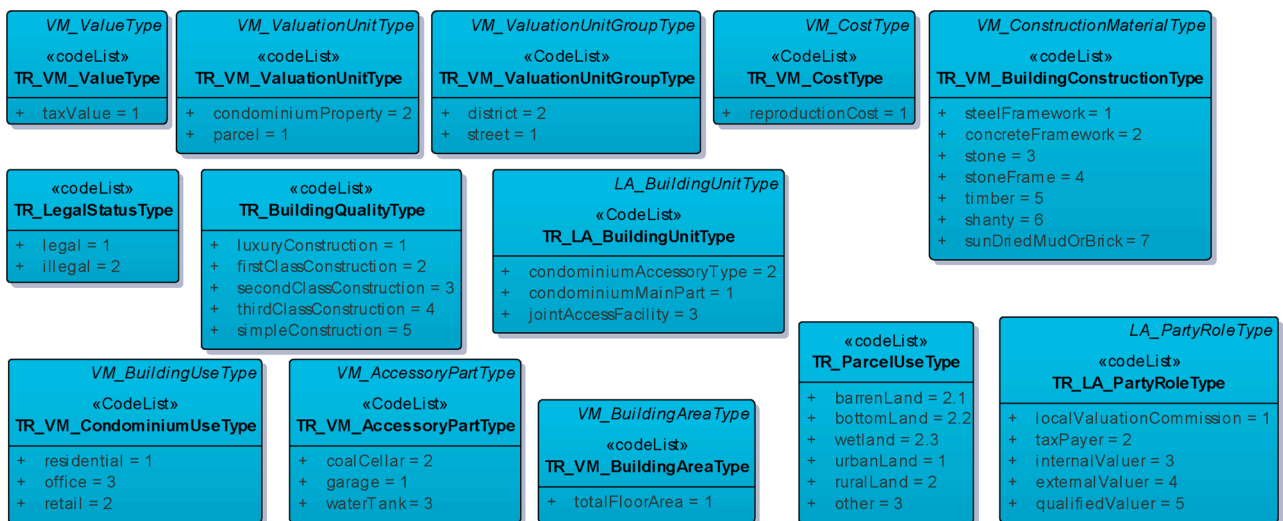 VM_ValueType
«codeList»
TR_VM_ValueType
+ taxValue = 1
VM_ValuationUnitType
«codeList»
TR_VM_ValuationUnitType
+ condominiumProperty = 2
+ parcel = 1
VM_ValuationUnitGroupType
«CodeList»
TR_VM_ValuationUnitGroupType
+ district = 2
+ street = 1
VM_CostType
«CodeList»
TR_VM_CostType
+ reproductionCost = 1
VM_ConstructionMaterialType
«codeList»
TR_VM_BuildingConstructionType
+ steelFramework = 1
+ concreteFramework = 2
+ stone = 3
+ stoneFrame = 4
+ timber = 5
+ shanty = 6
+ sunDriedMudOrBrick = 7
«codeList»
TR_LegalStatusType
+ legal = 1
+ illegal = 2
«codeList»
TR_BuildingQualityType
+ luxuryConstruction = 1
+ firstClassConstruction = 2
+ secondClassConstruction = 3
+ thirdClassConstruction = 4
+ simpleConstruction = 5
LA_BuildingUnitType
«CodeList»
TR_LA_BuildingUnitType
+ condominiumAccessoryType = 2
+ condominiumMainPart = 1
+ jointAccessFacility = 3
VM_BuildingUseType
«CodeList»
TR_VM_CondominiumUseType
+ residential = 1
+ office = 3
+ retail = 2
VM_AccessoryPartType
«CodeList»
TR_VM_AccessoryPartType
+ coalCellar = 2
+ garage = 1
+ waterTank = 3
VM_BuildingAreaType
«codeList»
TR_VM_BuildingAreaType
+ totalFloorArea = 1
«codeList»
TR_ParcelUseType
+ barrenLand = 2.1
+ bottomLand = 2.2
+ wetland = 2.3
+ urbanLand = 1
+ ruralLand = 2
+ other = 3
LA_PartyRoleType
«codeList»
TR_LA_PartyRoleType
+ localValuationCommission = 1
+ taxPayer = 2
+ internalValuer = 3
+ externalValuer = 4
+ qualifiedValuer = 5